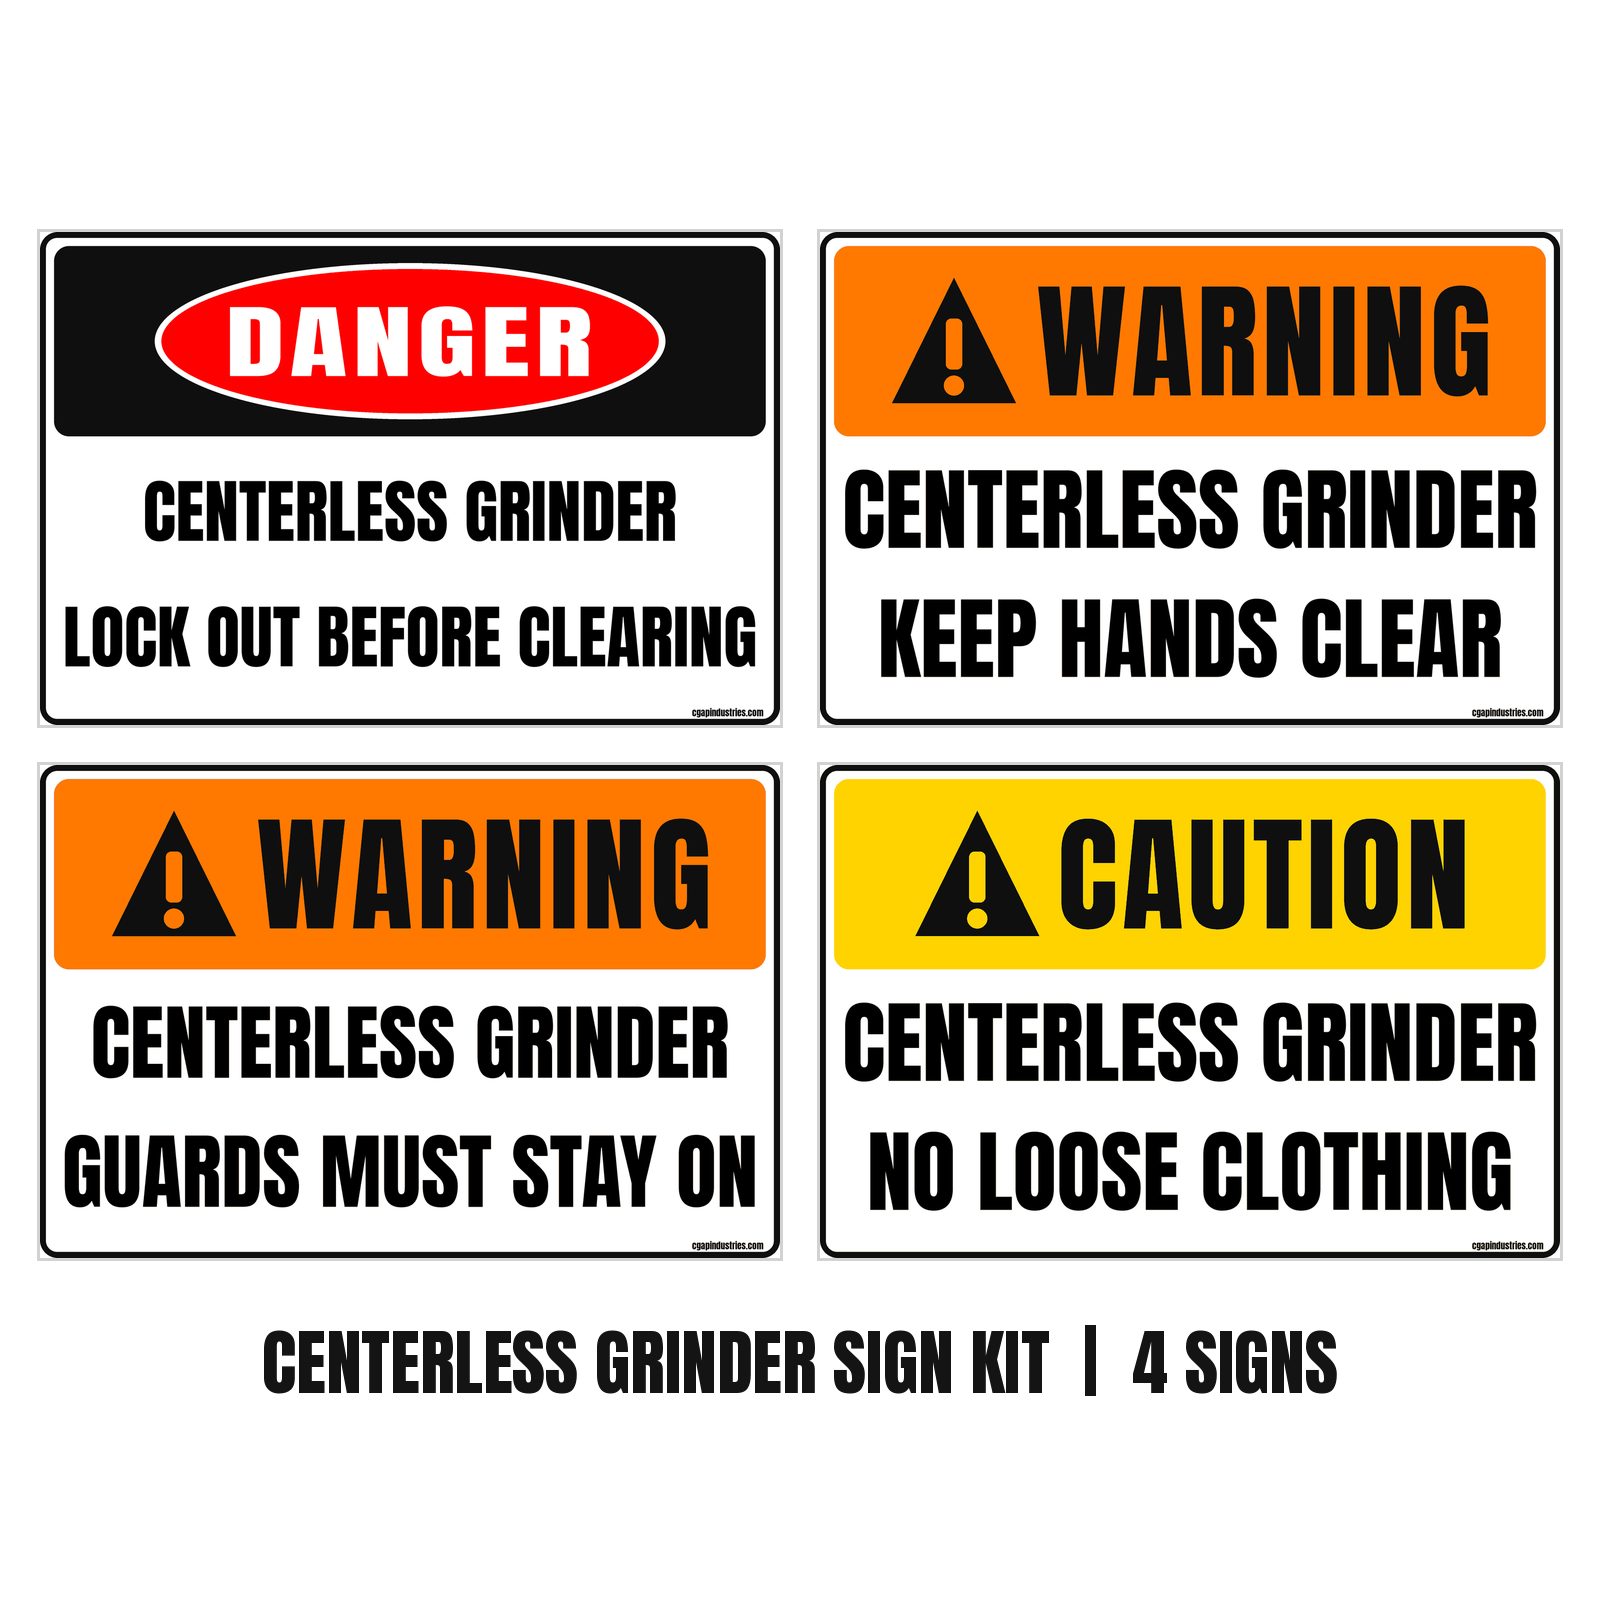 DANGER
CENTERLESS GRINDER
LOCK OUT BEFORE CLEARING
cgapindustries.com
WARNING
CENTERLESS GRINDER
KEEP HANDS CLEAR
cgapindustries.com
WARNING
CENTERLESS GRINDER
GUARDS MUST STAY ON
cgapindustries.com
CAUTION
CENTERLESS GRINDER
NO LOOSE CLOTHING
cgapindustries.com
CENTERLESS GRINDER SIGN KIT | 4 SIGNS